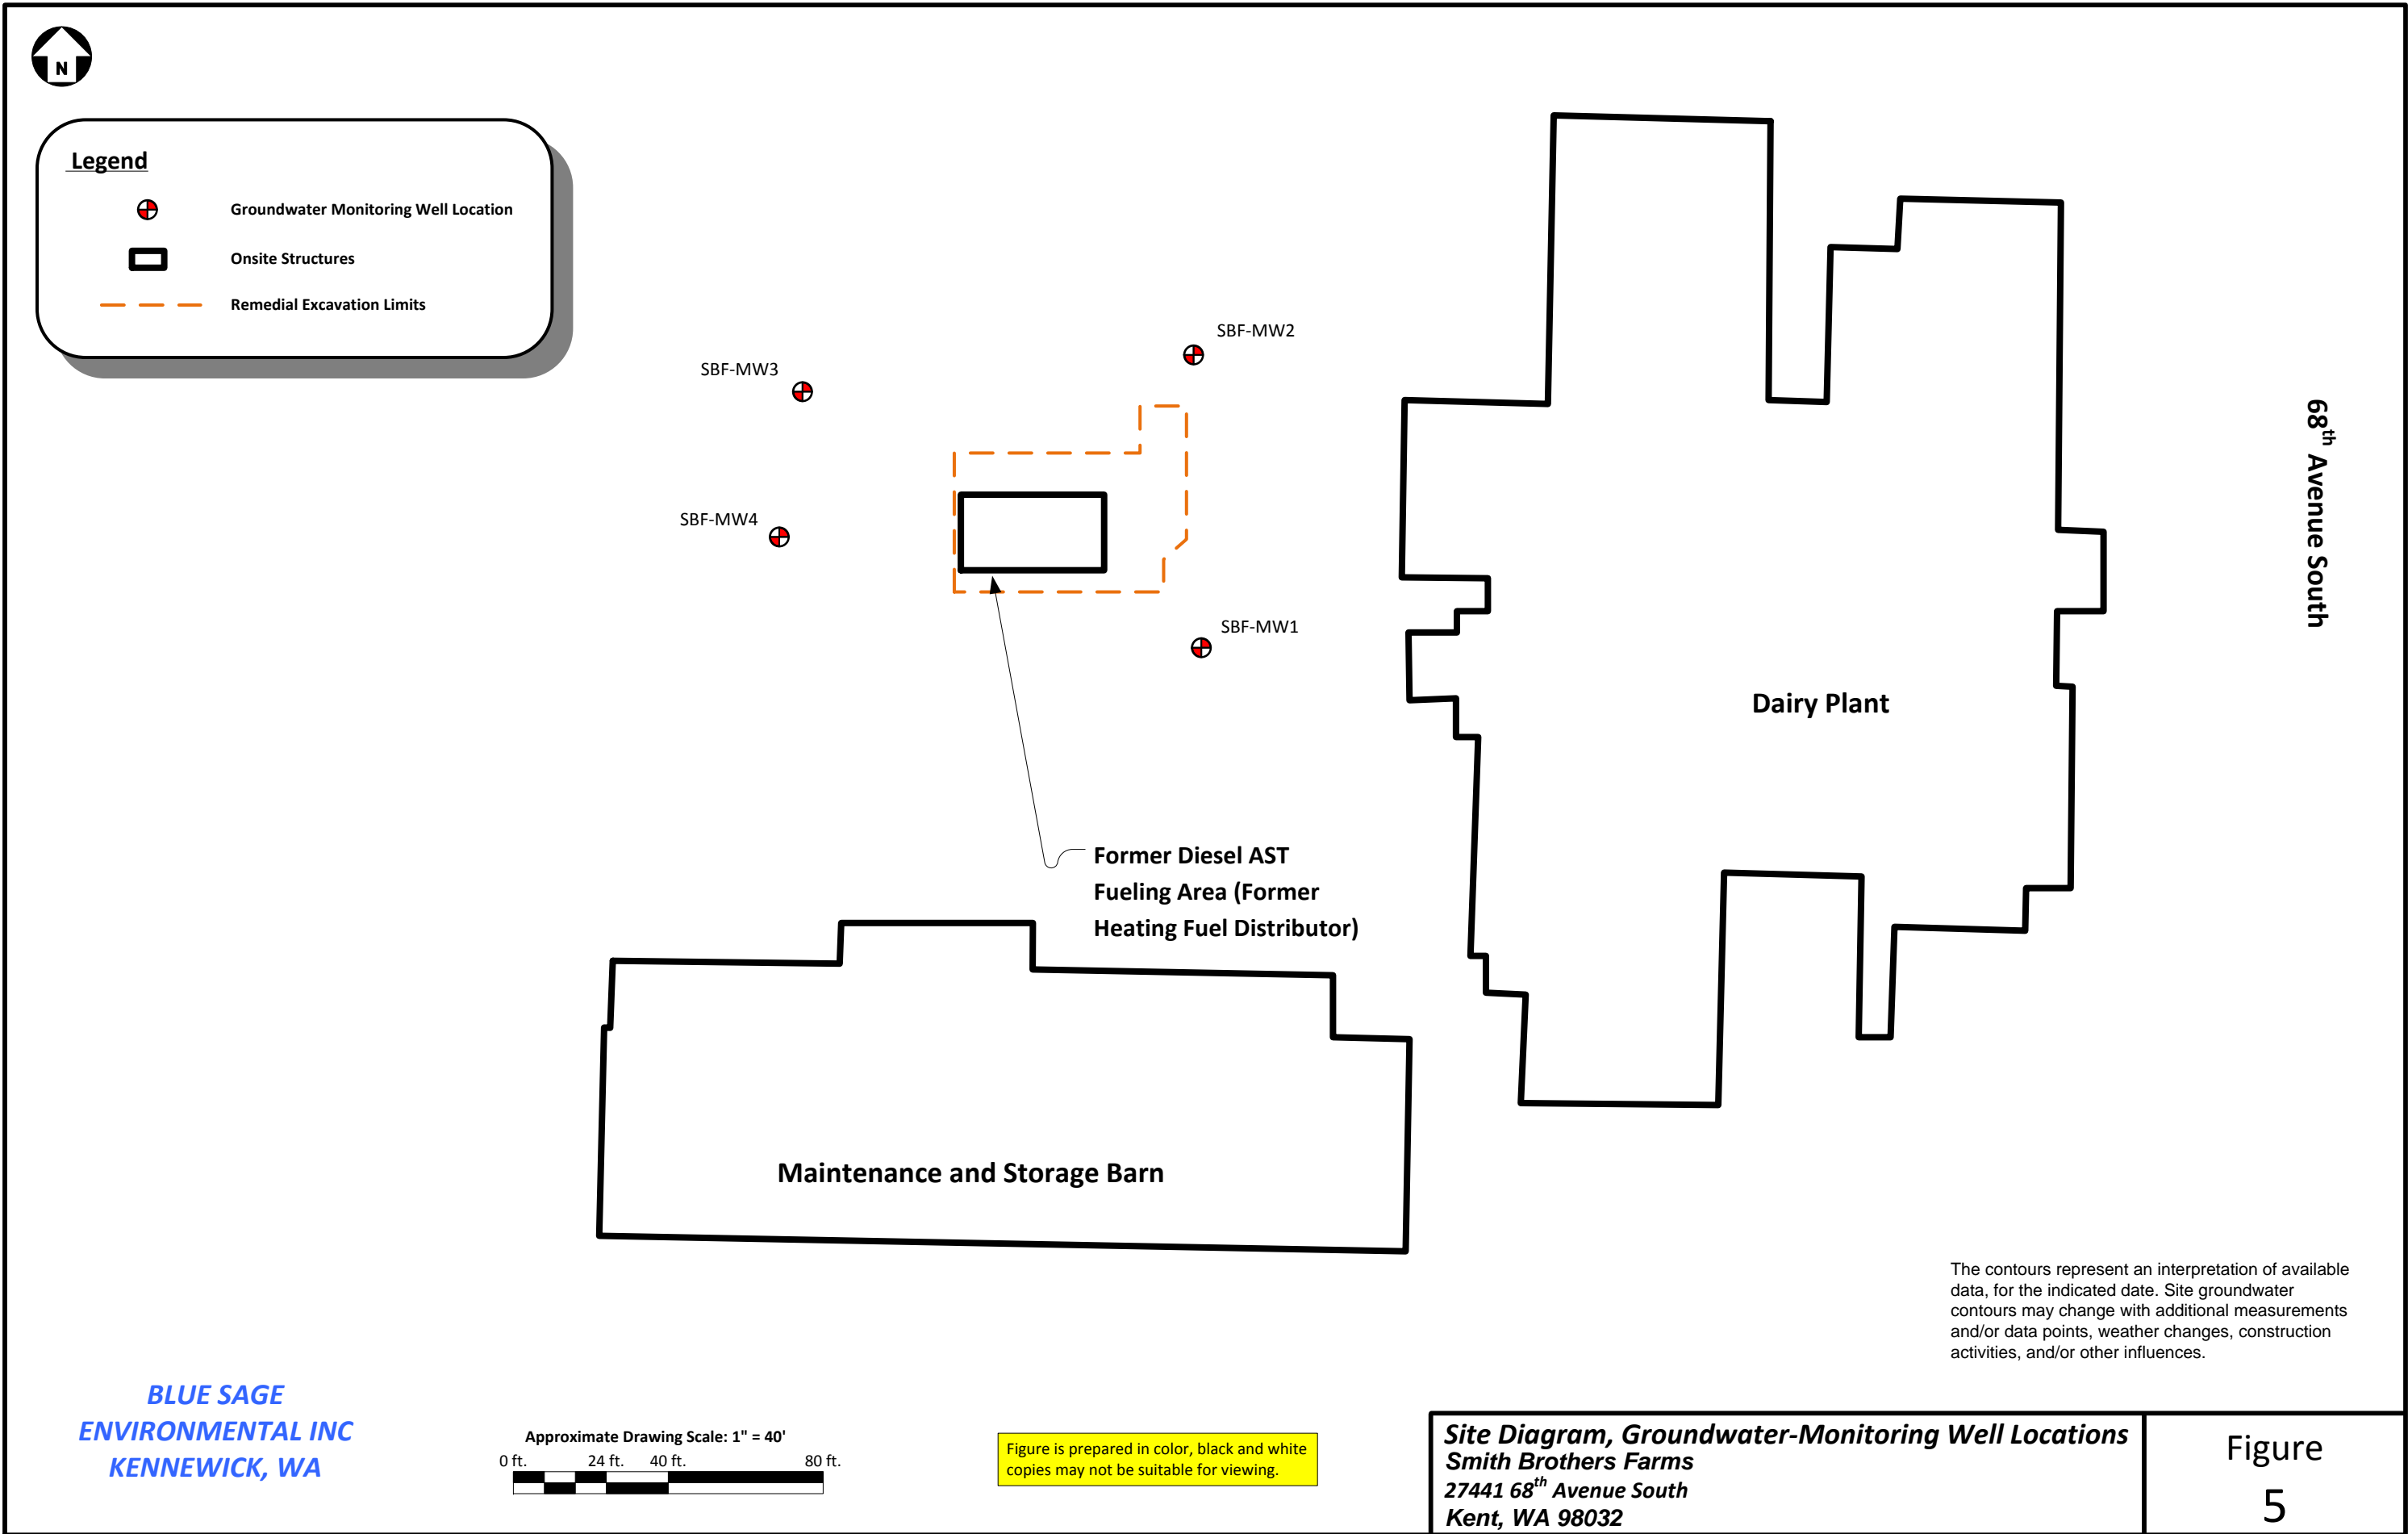 N
Legend
Groundwater Monitoring Well Location
Onsite Structures
Remedial Excavation Limits
SBF-MW2
SBF-MW3
SBF-MW4
SBF-MW1
68th Avenue South
Dairy Plant
Former Diesel AST
Fueling Area (Former
Heating Fuel Distributor)
Maintenance and Storage Barn
The contours represent an interpretation of available
data, for the indicated date. Site groundwater
contours may change with additional measurements
and/or data points, weather changes, construction
activities, and/or other influences.
BLUE SAGE
ENVIRONMENTAL INC
KENNEWICK, WA
Approximate Drawing Scale: 1" = 40'
0 ft. 24 ft. 40 ft. 80 ft.
Figure is prepared in color, black and white
copies may not be suitable for viewing.
Site Diagram, Groundwater-Monitoring Well Locations
Smith Brothers Farms
27441 68th Avenue South
Kent, WA 98032
Figure
5